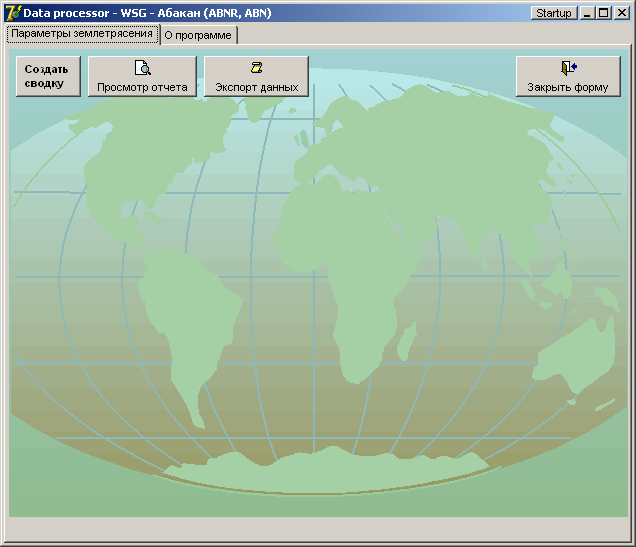 Data processor - WSG - Абакан (ABNR, ABN)
Startup
Параметры землетрясения
О программе
Создать
сводку
Просмотр отчета
Экспорт данных
Закрыть форму